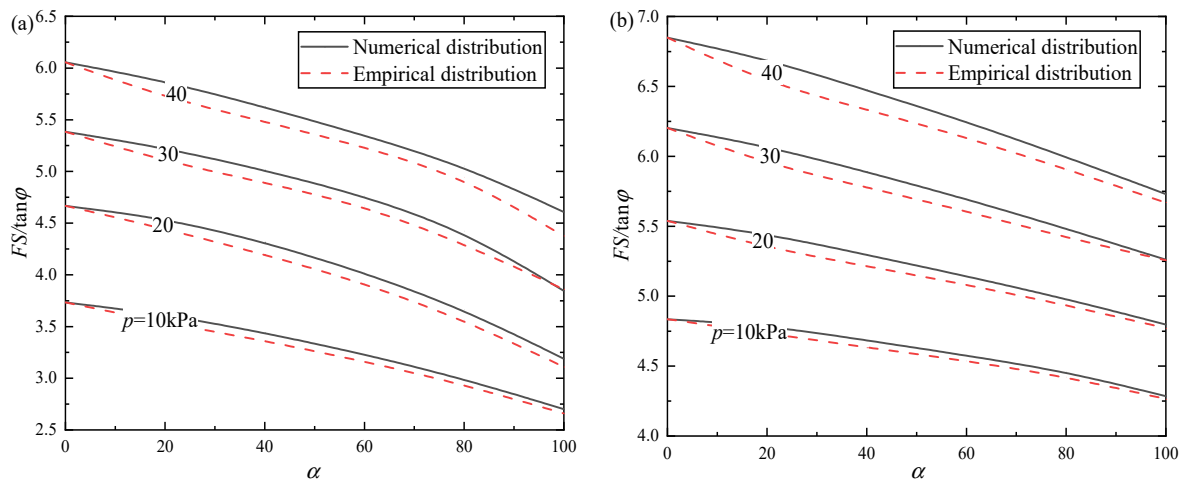 (a)
6.5
6.0
5.5
5.0
4.5
4.0
3.5
3.0
2.5
FS/tanφ
Numerical distribution
Empirical distribution
40
30
20
p=10kPa
0
20
40
60
80
100
α
(b)
7.0
6.5
6.0
5.5
5.0
4.5
4.0
FS/tanφ
Numerical distribution
Empirical distribution
40
30
20
p=10kPa
0
20
40
60
80
100
α